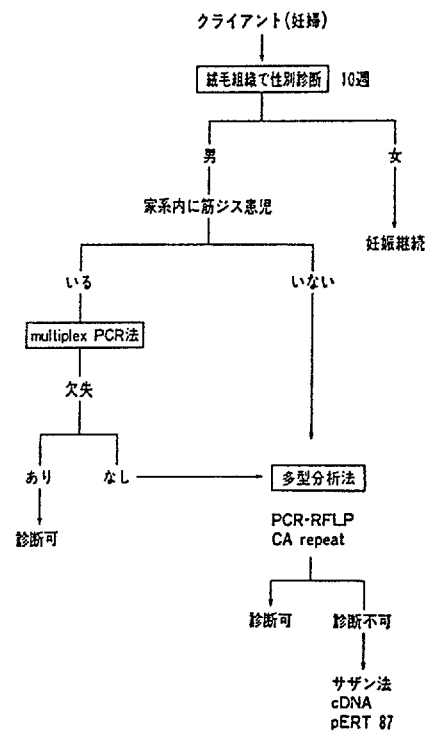 クライアント(妊婦)
絨毛組織で性別診断 10週
男
女
家系内に筋ジス患児
妊娠継続
いる
いない
multiplex PCR法
欠失
あり
なし
多型分析法
診断可
PCR-RFLP
CA repeat
診断可
診断不可
サザン法
cDNA
pERT 87